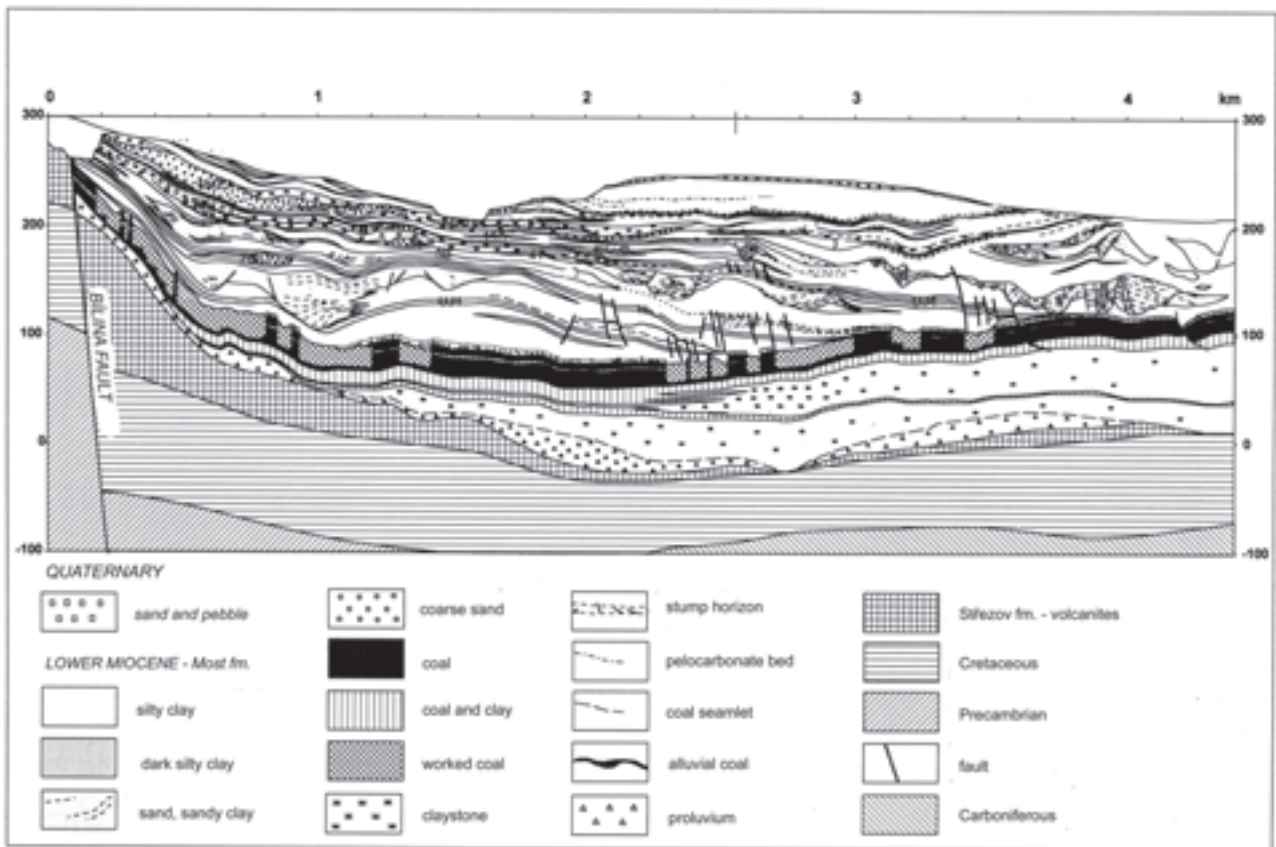 0 1 2 3 4 km
300 300
200 200
100 100
0 0
-100 -100
BÍLINA FAULT
QUATERNARY
sand and pebble
LOWER MIOCENE - Most fm.
silty clay
dark silty clay
sand, sandy clay
coarse sand
coal
coal and clay
worked coal
claystone
stump horizon
pelocarbonate bed
coal seamlet
alluvial coal
proluvium
Střezov fm. - volcanites
Cretaceous
Precambrian
fault
Carboniferous